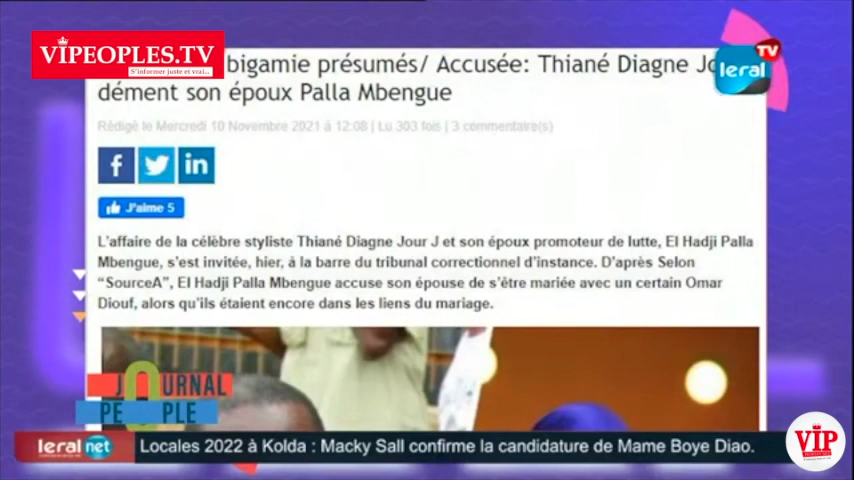 VIPEOPLES.TV
S'informer juste et vrai...
bigamie présumés/ Accusée: Thiané Diagne
dément son époux Palla Mbengue
leral TV
Rédigé le Mercredi 10 Novembre 2021 à 12:08 | Lu 303 fois | 3 commentaire(s)
f
in
J'aime 5
L'affaire de la célèbre styliste Thiané Diagne Jour J et son époux promoteur de lutte, El Hadji Palla
Mbengue, s'est invitée, hier, à la barre du tribunal correctionnel d'instance. D'après Selon
“SourceA”, El Hadji Palla Mbengue accuse son épouse de s'être mariée avec un certain Omar
Diouf, alors qu'ils étaient encore dans les liens du mariage.
JOURNAL
PEOPLE
leral net
Locales 2022 à Kolda : Macky Sall confirme la candidature de Mame Boye Diao.
VIP